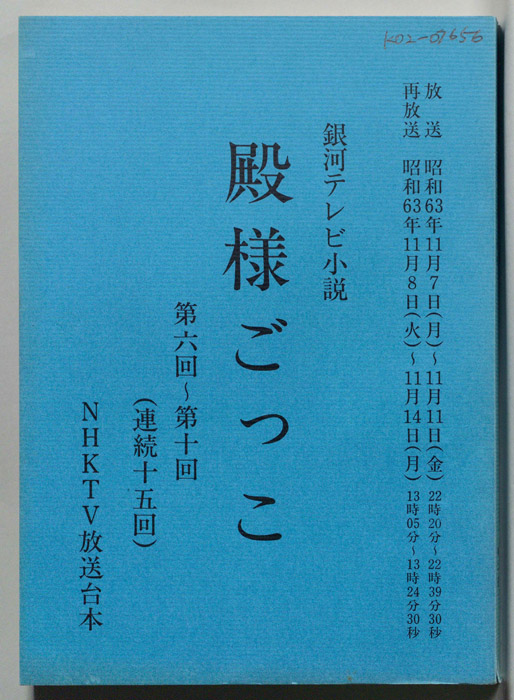 K02-07656
放送　昭和63年11月7日(月)～11月11日(金)　22時20分～22時39分30秒
再放送　昭和63年11月8日(火)～11月14日(月)　13時05分～13時24分30秒
銀河テレビ小説
殿様ごっこ
第六回～第十回
(連続十五回)
NHKTV放送台本